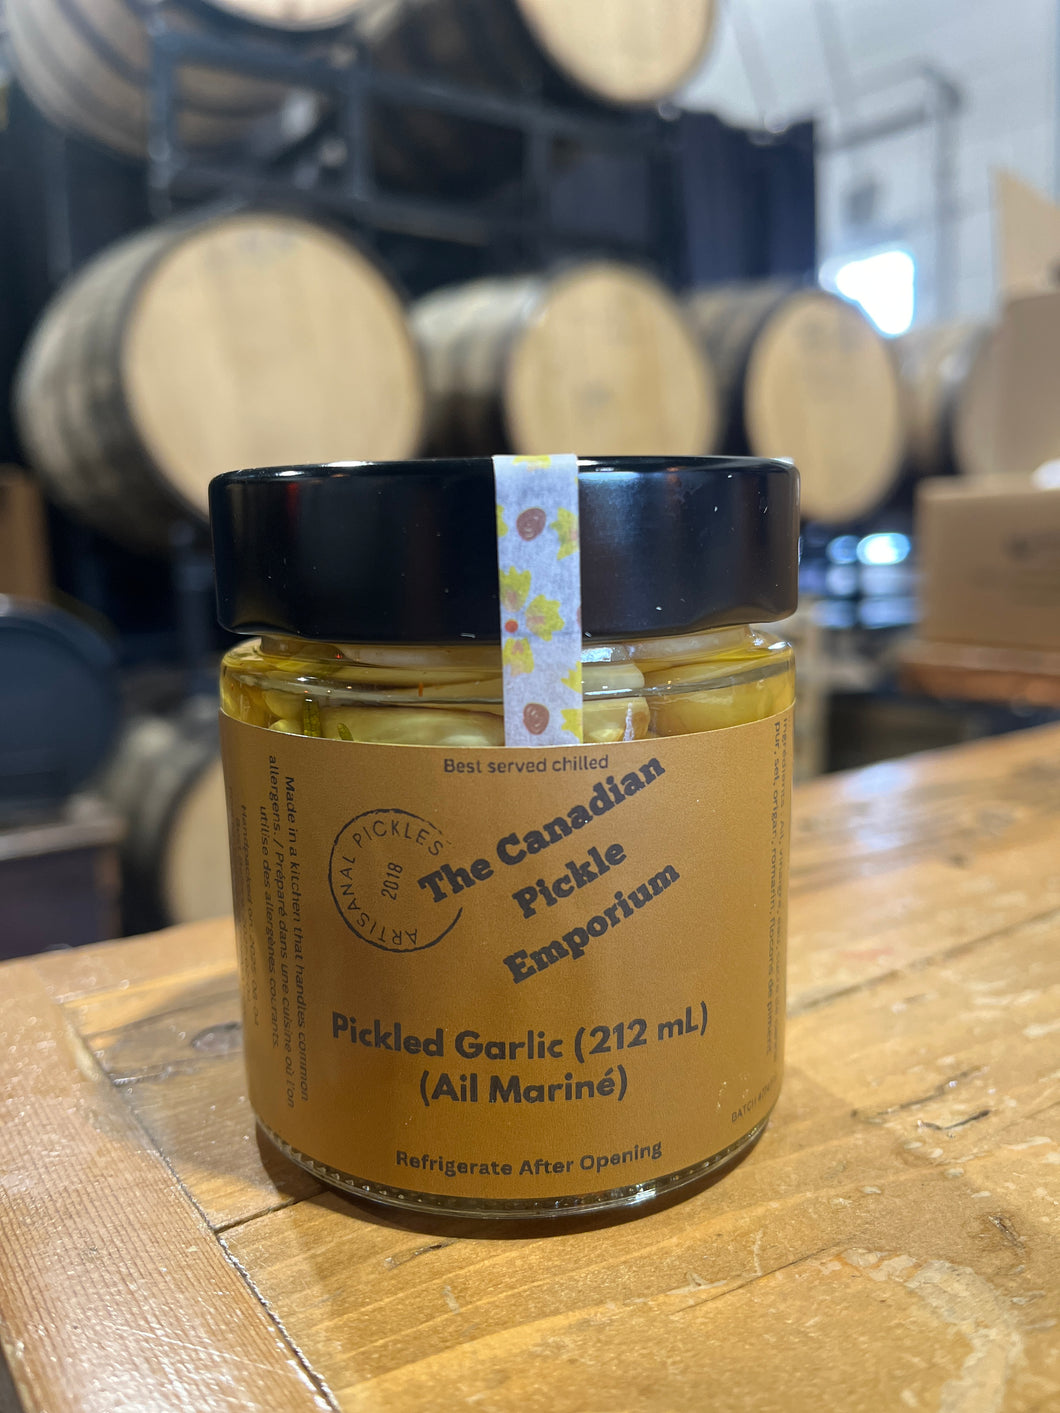 Best served chilled
ARTISANAL PICKLES
2018
The Canadian
Pickle
Emporium
Pickled Garlic (212 mL)
(Ail Mariné)
Refrigerate After Opening
Made in a kitchen that handles common
allergens. / Préparé dans une cuisine où l'on
utilise des allergènes courants.
BATCH